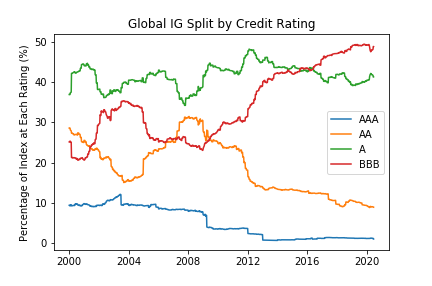 Global IG Split by Credit Rating
Percentage of Index at Each Rating (%)
50
40
30
20
10
0
2000
2004
2008
2012
2016
2020
AAA
AA
A
BBB